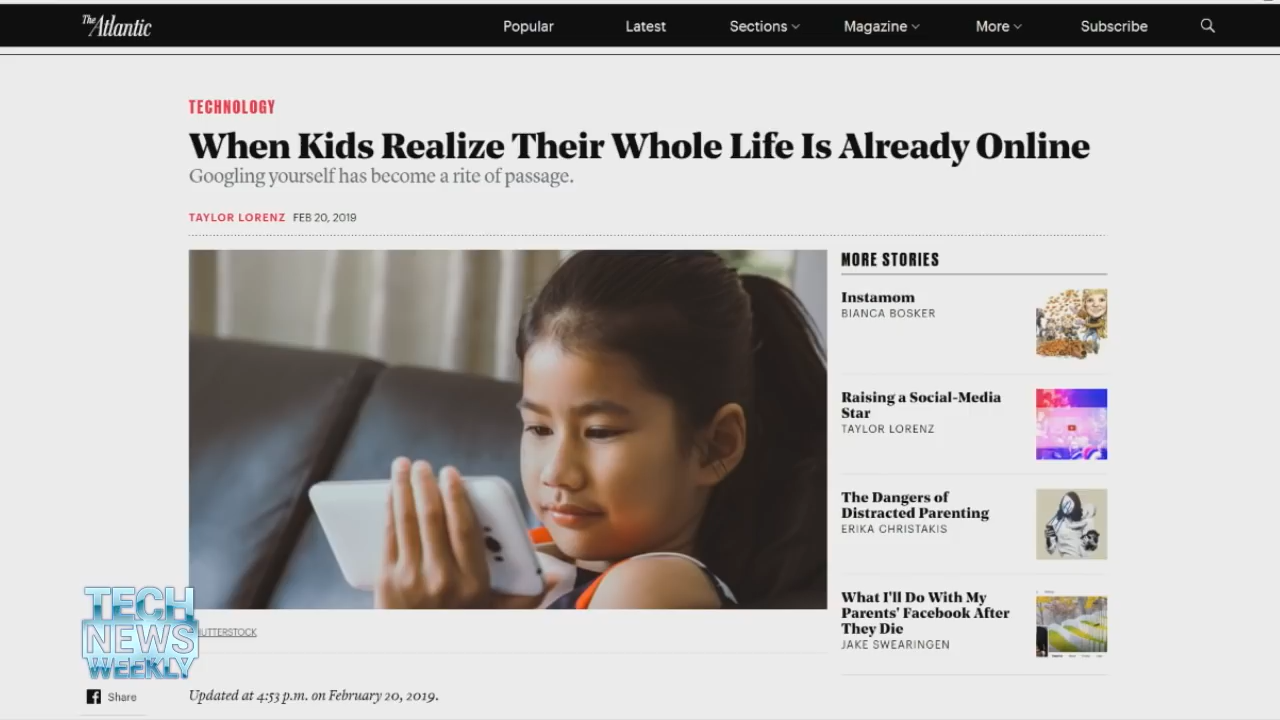 The Atlantic
Popular
Latest
Sections
Magazine
More
Subscribe
TECHNOLOGY
When Kids Realize Their Whole Life Is Already Online
Googling yourself has become a rite of passage.
TAYLOR LORENZ FEB 20, 2019
MORE STORIES
Instamom
BIANCA BOSKER
Raising a Social-Media
Star
TAYLOR LORENZ
The Dangers of
Distracted Parenting
ERIKA CHRISTAKIS
What I'll Do With My
Parents' Facebook After
They Die
JAKE SWEARINGEN
UTTERSTOCK
TECH
NEWS
WEEKLY
Share
Updated at 4:53 p.m. on February 20, 2019.